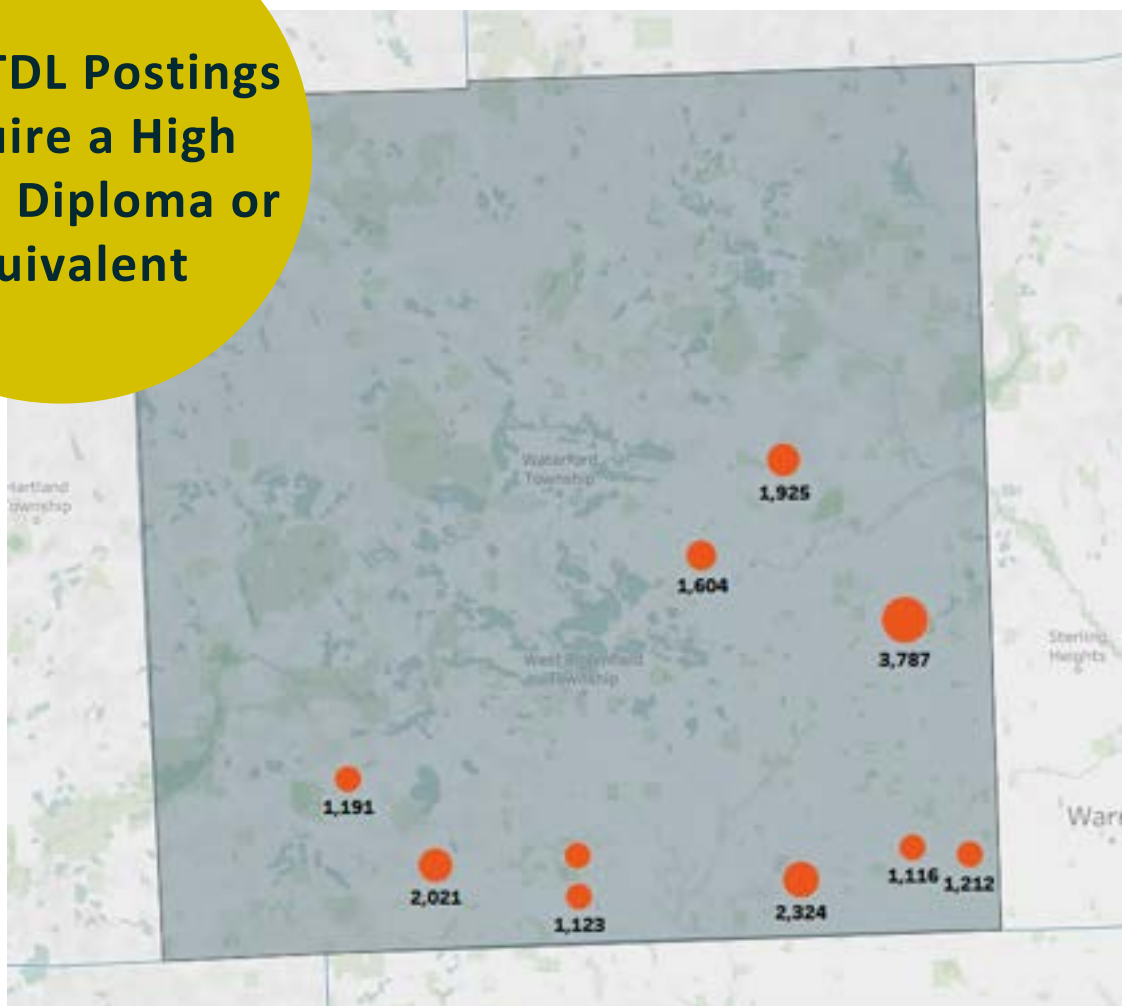 TDL Postings
uire a High
Diploma or
uivalent
Waterford
Township
1,925
Hartland
Township
1,604
Sterling
Heights
3,787
West Bloomfield
Township
1,191
Ware
1,116
1,212
2,021
2,324
1,123